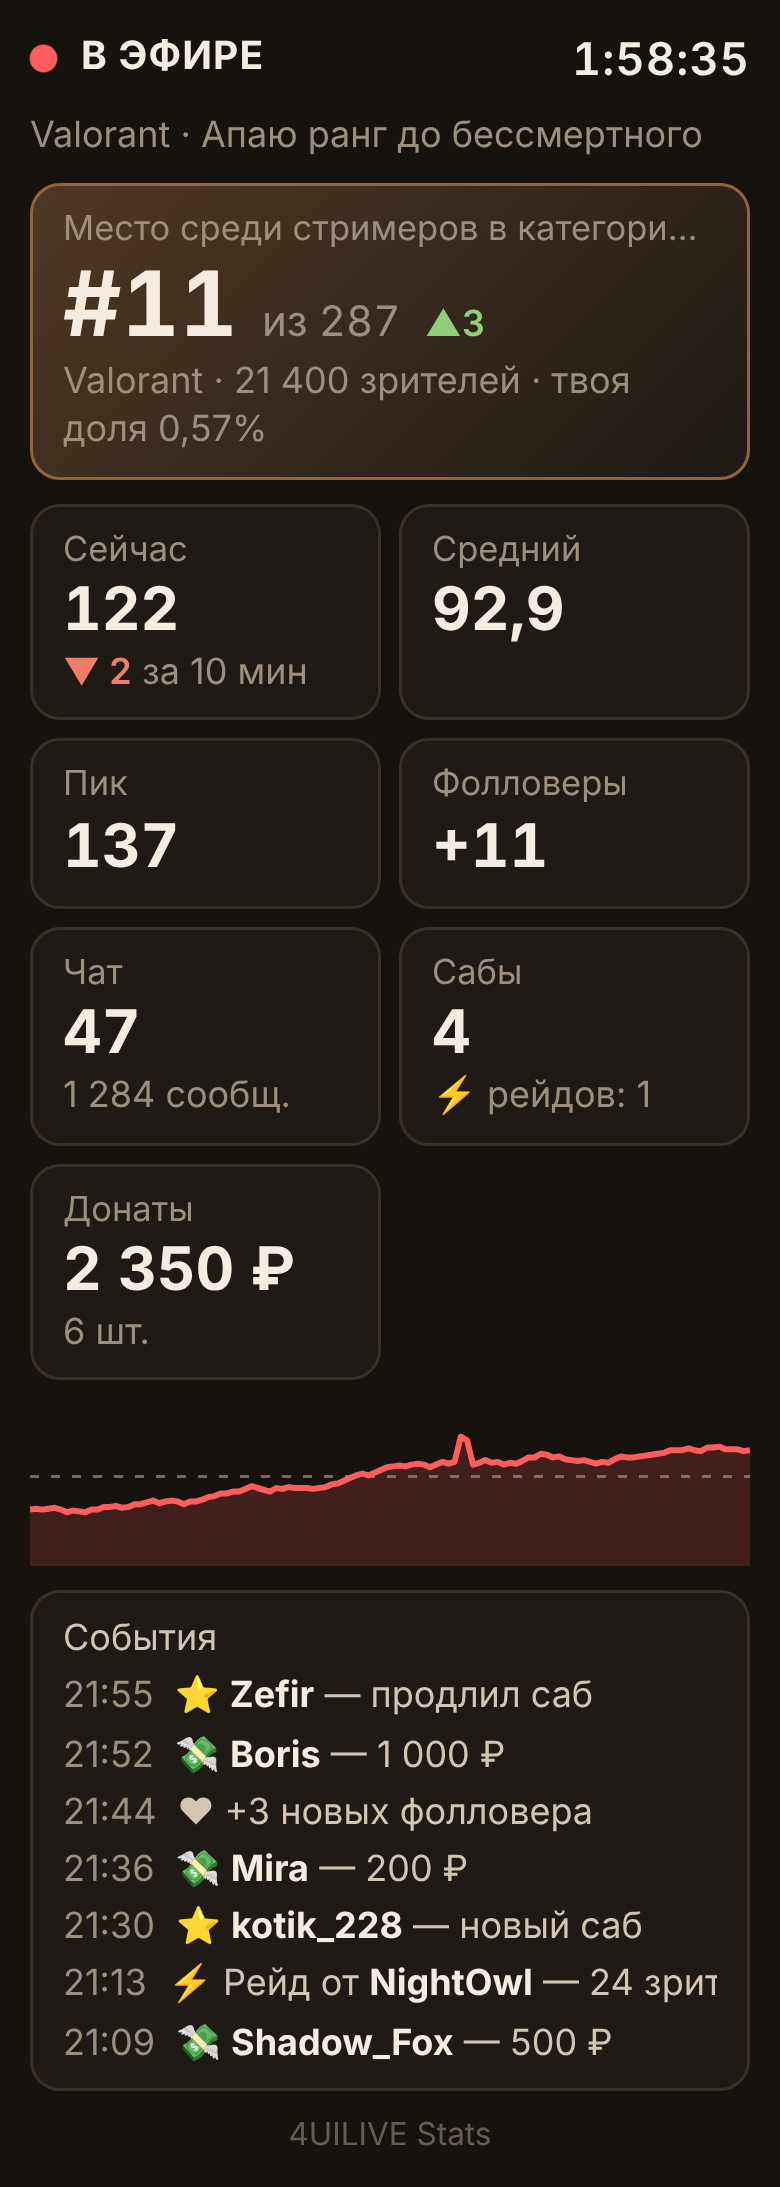 В ЭФИРЕ 1:58:35
Valorant · Апаю ранг до бессмертного
Место среди стримеров в категори...
#11 из 287 ▲3
Valorant · 21 400 зрителей · твоя
доля 0,57%
Сейчас
122
▼ 2 за 10 мин
Средний
92,9
Пик
137
Фолловеры
+11
Чат
47
1 284 сообщ.
Сабы
4
⚡ рейдов: 1
Донаты
2 350 ₽
6 шт.
События
21:55 ⭐ Zefir — продлил саб
21:52 💸 Boris — 1 000 ₽
21:44 ♥ +3 новых фолловера
21:36 💸 Mira — 200 ₽
21:30 ⭐ kotik_228 — новый саб
21:13 ⚡ Рейд от NightOwl — 24 зрит
21:09 💸 Shadow_Fox — 500 ₽
4UILIVE Stats